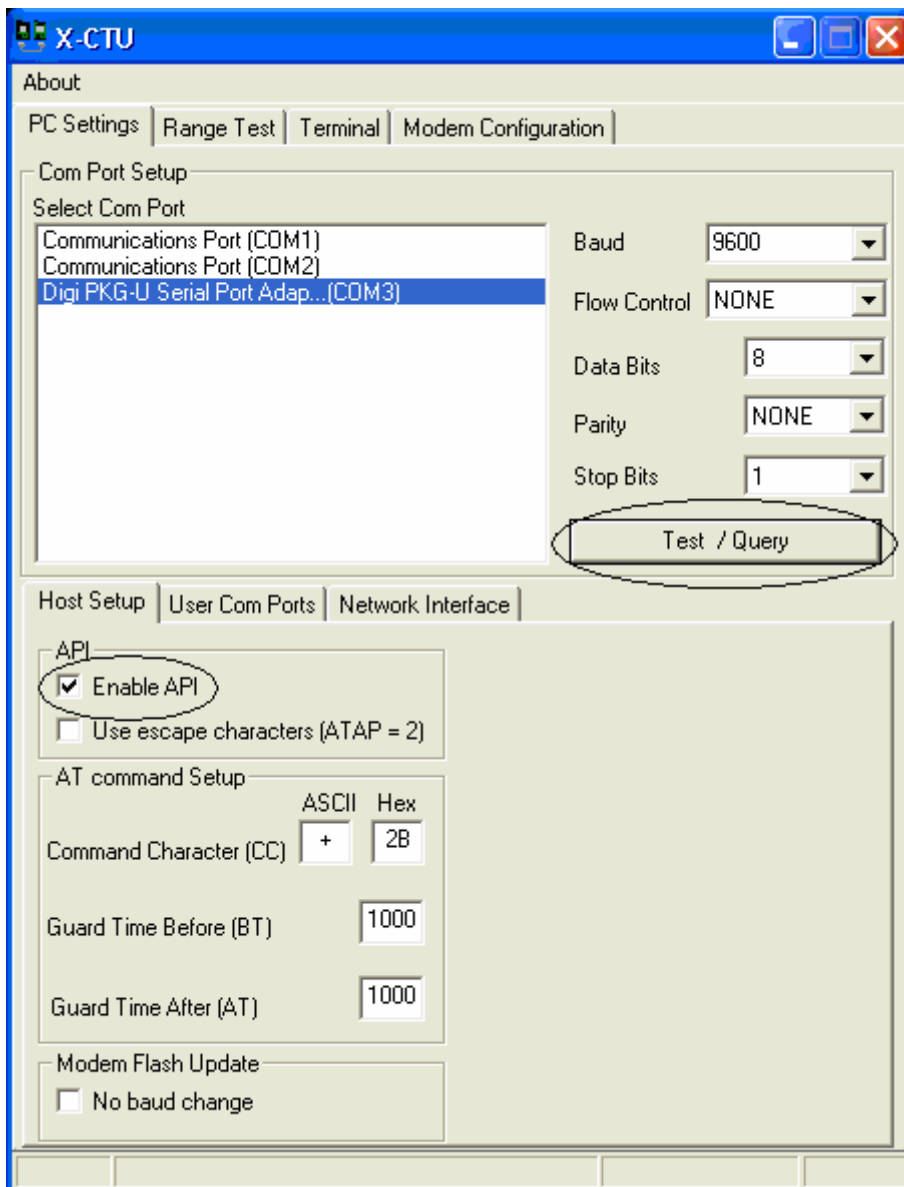 X-CTU
About
PC Settings Range Test Terminal Modem Configuration
Com Port Setup
Select Com Port
Communications Port (COM1)
Communications Port (COM2)
Digi PKG-U Serial Port Adap...(COM3)
Baud 9600
Flow Control NONE
Data Bits 8
Parity NONE
Stop Bits 1
Test / Query
Host Setup User Com Ports Network Interface
API
Enable API
Use escape characters (ATAP = 2)
AT command Setup
ASCII Hex
Command Character (CC) + 2B
Guard Time Before (BT) 1000
Guard Time After (AT) 1000
Modem Flash Update
No baud change